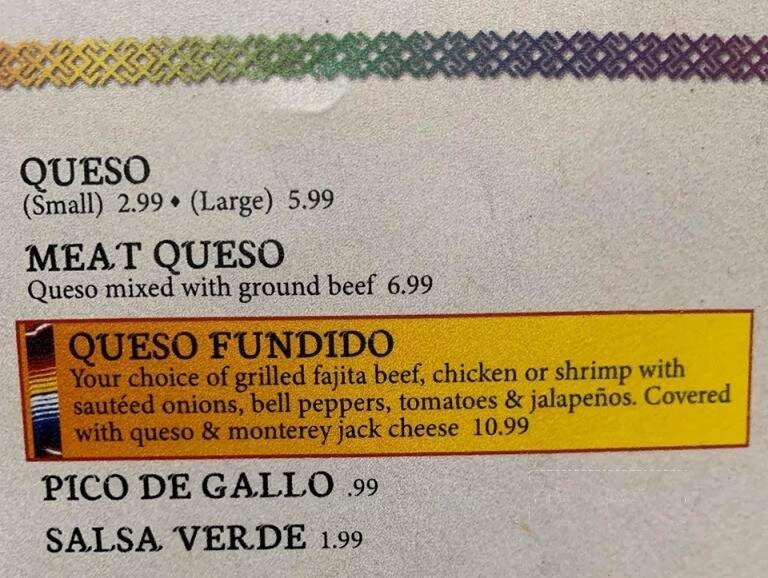 QUESO
(Small) 2.99 ♦ (Large) 5.99
MEAT QUESO
Queso mixed with ground beef 6.99
QUESO FUNDIDO
Your choice of grilled fajita beef, chicken or shrimp with
sautéed onions, bell peppers, tomatoes & jalapeños. Covered
with queso & monterey jack cheese 10.99
PICO DE GALLO .99
SALSA VERDE 1.99